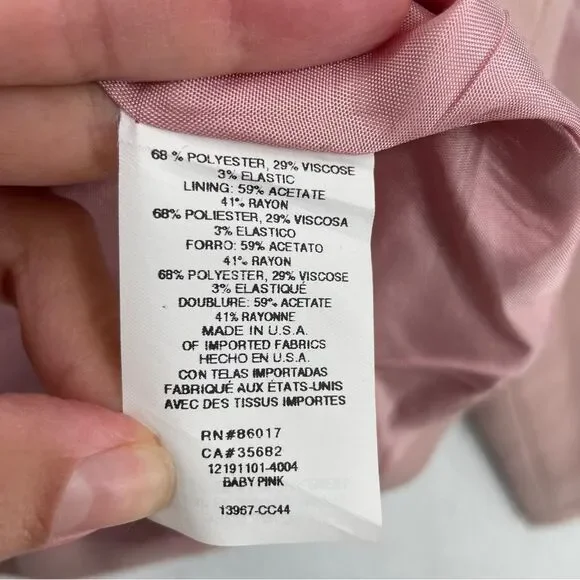 68 % POLYESTER, 29% VISCOSE
3% ELASTIC
LINING: 59% ACETATE
41% RAYON
68% POLIESTER, 29% VISCOSA
3% ELASTICO
FORRO: 59% ACETATO
41% RAYON
68% POLYESTER, 29% VISCOSE
3% ELASTIQUÉ
DOUBLURE: 59% ACETATE
41% RAYONNE
MADE IN U.S.A.
OF IMPORTED FABRICS
HECHO EN U.S.A.
CON TELAS IMPORTADAS
FABRIQUÉ AUX ÉTATS-UNIS
AVEC DES TISSUS IMPORTES
RN#86017
CA#35682
12191101-4004
BABY PINK
13967-CC44